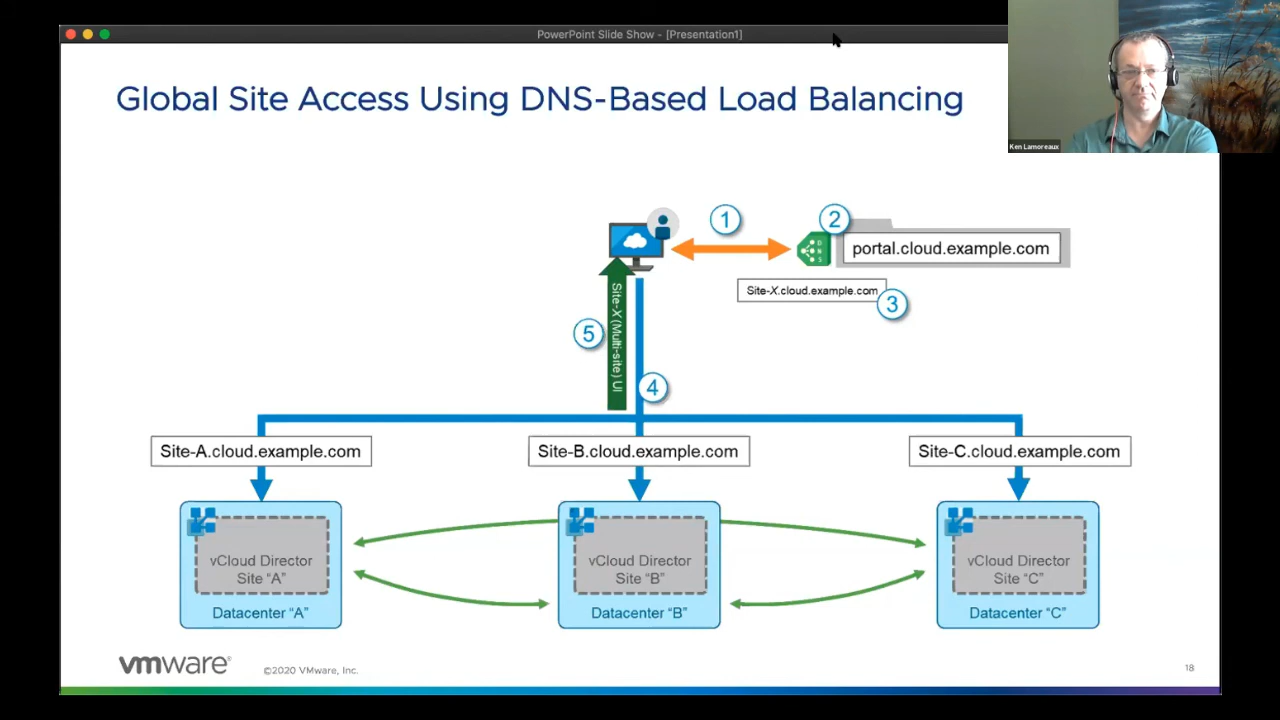 PowerPoint Slide Show - [Presentation1]
Global Site Access Using DNS-Based Load Balancing
Ken Lamoreaux
1
2
D
N
S
portal.cloud.example.com
Site-X.cloud.example.com
3
Site-X (Multi-site) UI
5
4
Site-A.cloud.example.com
Site-B.cloud.example.com
Site-C.cloud.example.com
vCloud Director
Site “A”
Datacenter “A”
vCloud Director
Site “B”
Datacenter “B”
vCloud Director
Site “C”
Datacenter “C”
vmware®
©2020 VMware, Inc.
18